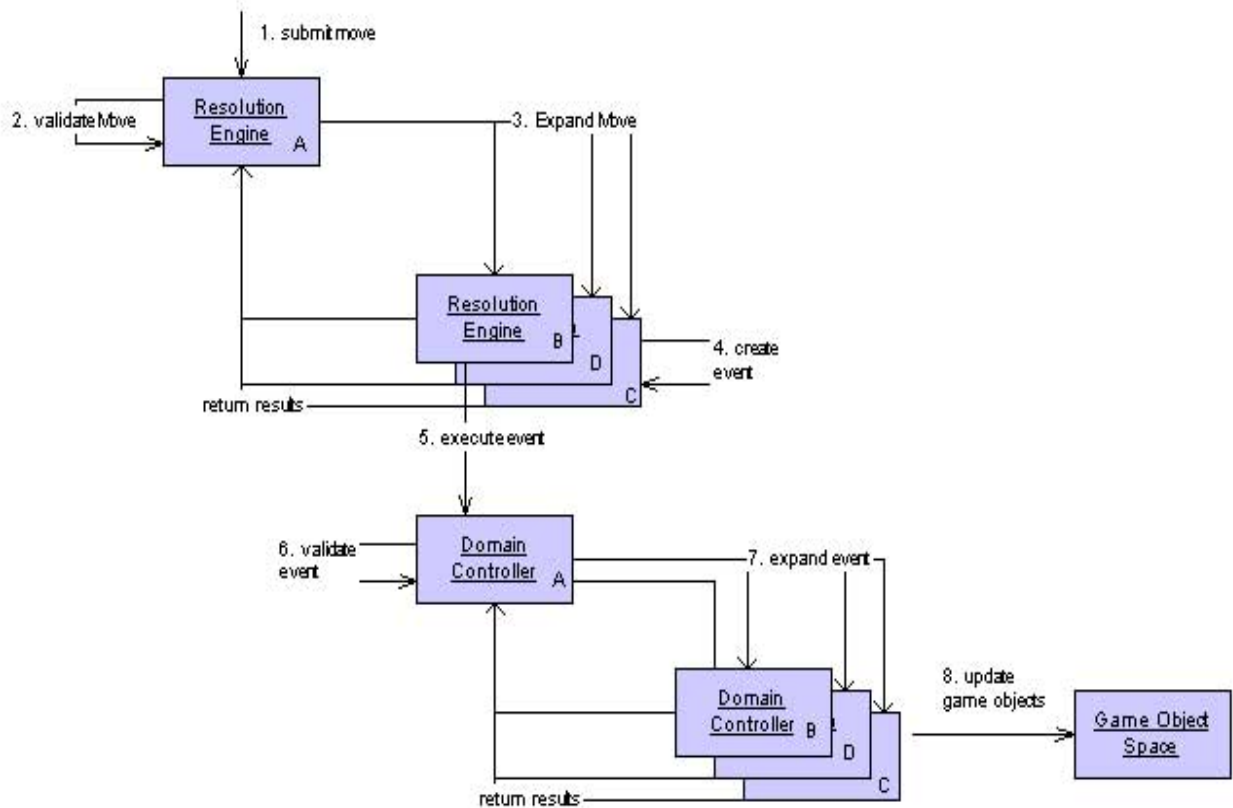 1. submit move
Resolution
Engine
A
2. validate Move
3. Expand Move
Resolution
Engine
B
D
C
4. create
event
return results
5. execute event
Domain
Controller
A
6. validate
event
7. expand event
Domain
Controller
B
D
C
return results
8. update
game objects
Game Object
Space